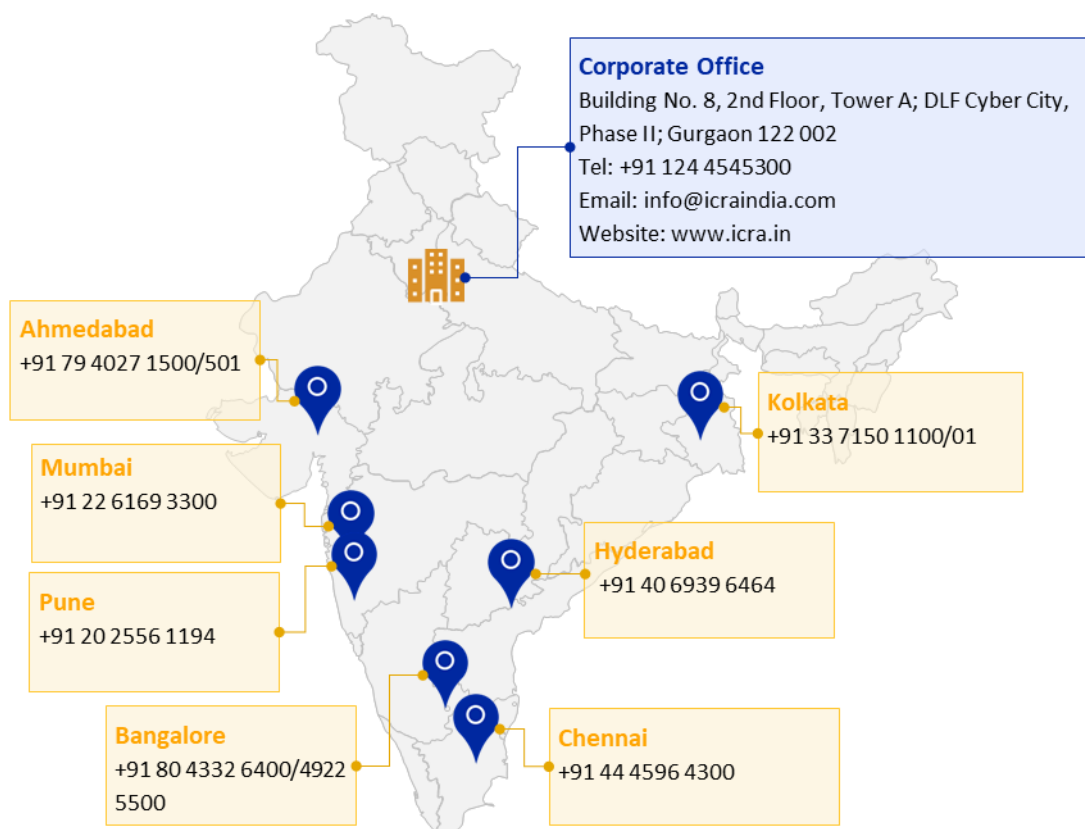 Corporate Office
Building No. 8, 2nd Floor, Tower A; DLF Cyber City,
Phase II; Gurgaon 122 002
Tel: +91 124 4545300
Email: info@icraindia.com
Website: www.icra.in
Ahmedabad
+91 79 4027 1500/501
Kolkata
+91 33 7150 1100/01
Mumbai
+91 22 6169 3300
Hyderabad
+91 40 6939 6464
Pune
+91 20 2556 1194
Bangalore
+91 80 4332 6400/4922
5500
Chennai
+91 44 4596 4300